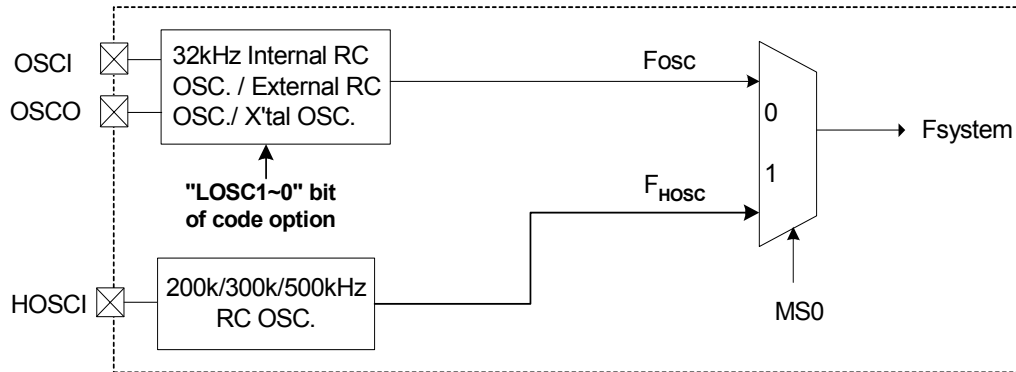 OSCI
OSCO
32kHz Internal RC
OSC. / External RC
OSC./ X'tal OSC.
"LOSC1~0" bit
of code option
Fosc
0
1
Fsystem
FHOSC
HOSCI
200k/300k/500kHz
RC OSC.
MS0